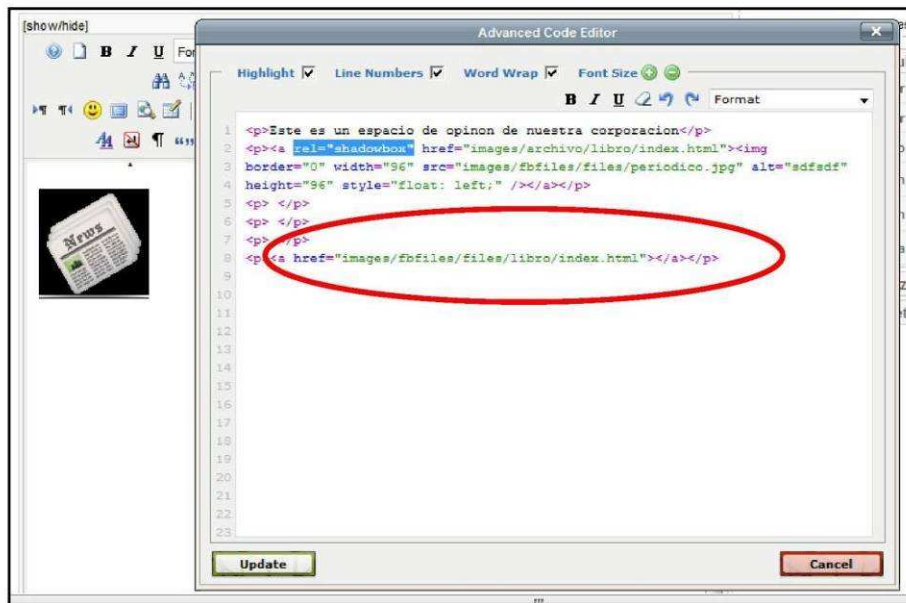 [show/hide]
B I U For
Advanced Code Editor
Highlight Line Numbers Word Wrap Font Size
B I U Format
1 <p>Este es un espacio de opinon de nuestra corporacion</p>
2 <p><a rel="shadowbox" href="images/archivo/libro/index.html"><img
3 border="0" width="96" src="images/fbfiles/files/periodico.jpg" alt="sdfsdf"
4 height="96" style="float: left;" /></a></p>
5 <p> </p>
6 <p> </p>
7 <p> </p>
8 <p><a href="images/fbfiles/files/libro/index.html"></a></p>
9
10
11
12
13
14
15
16
17
18
19
20
21
22
23
News
Update Cancel